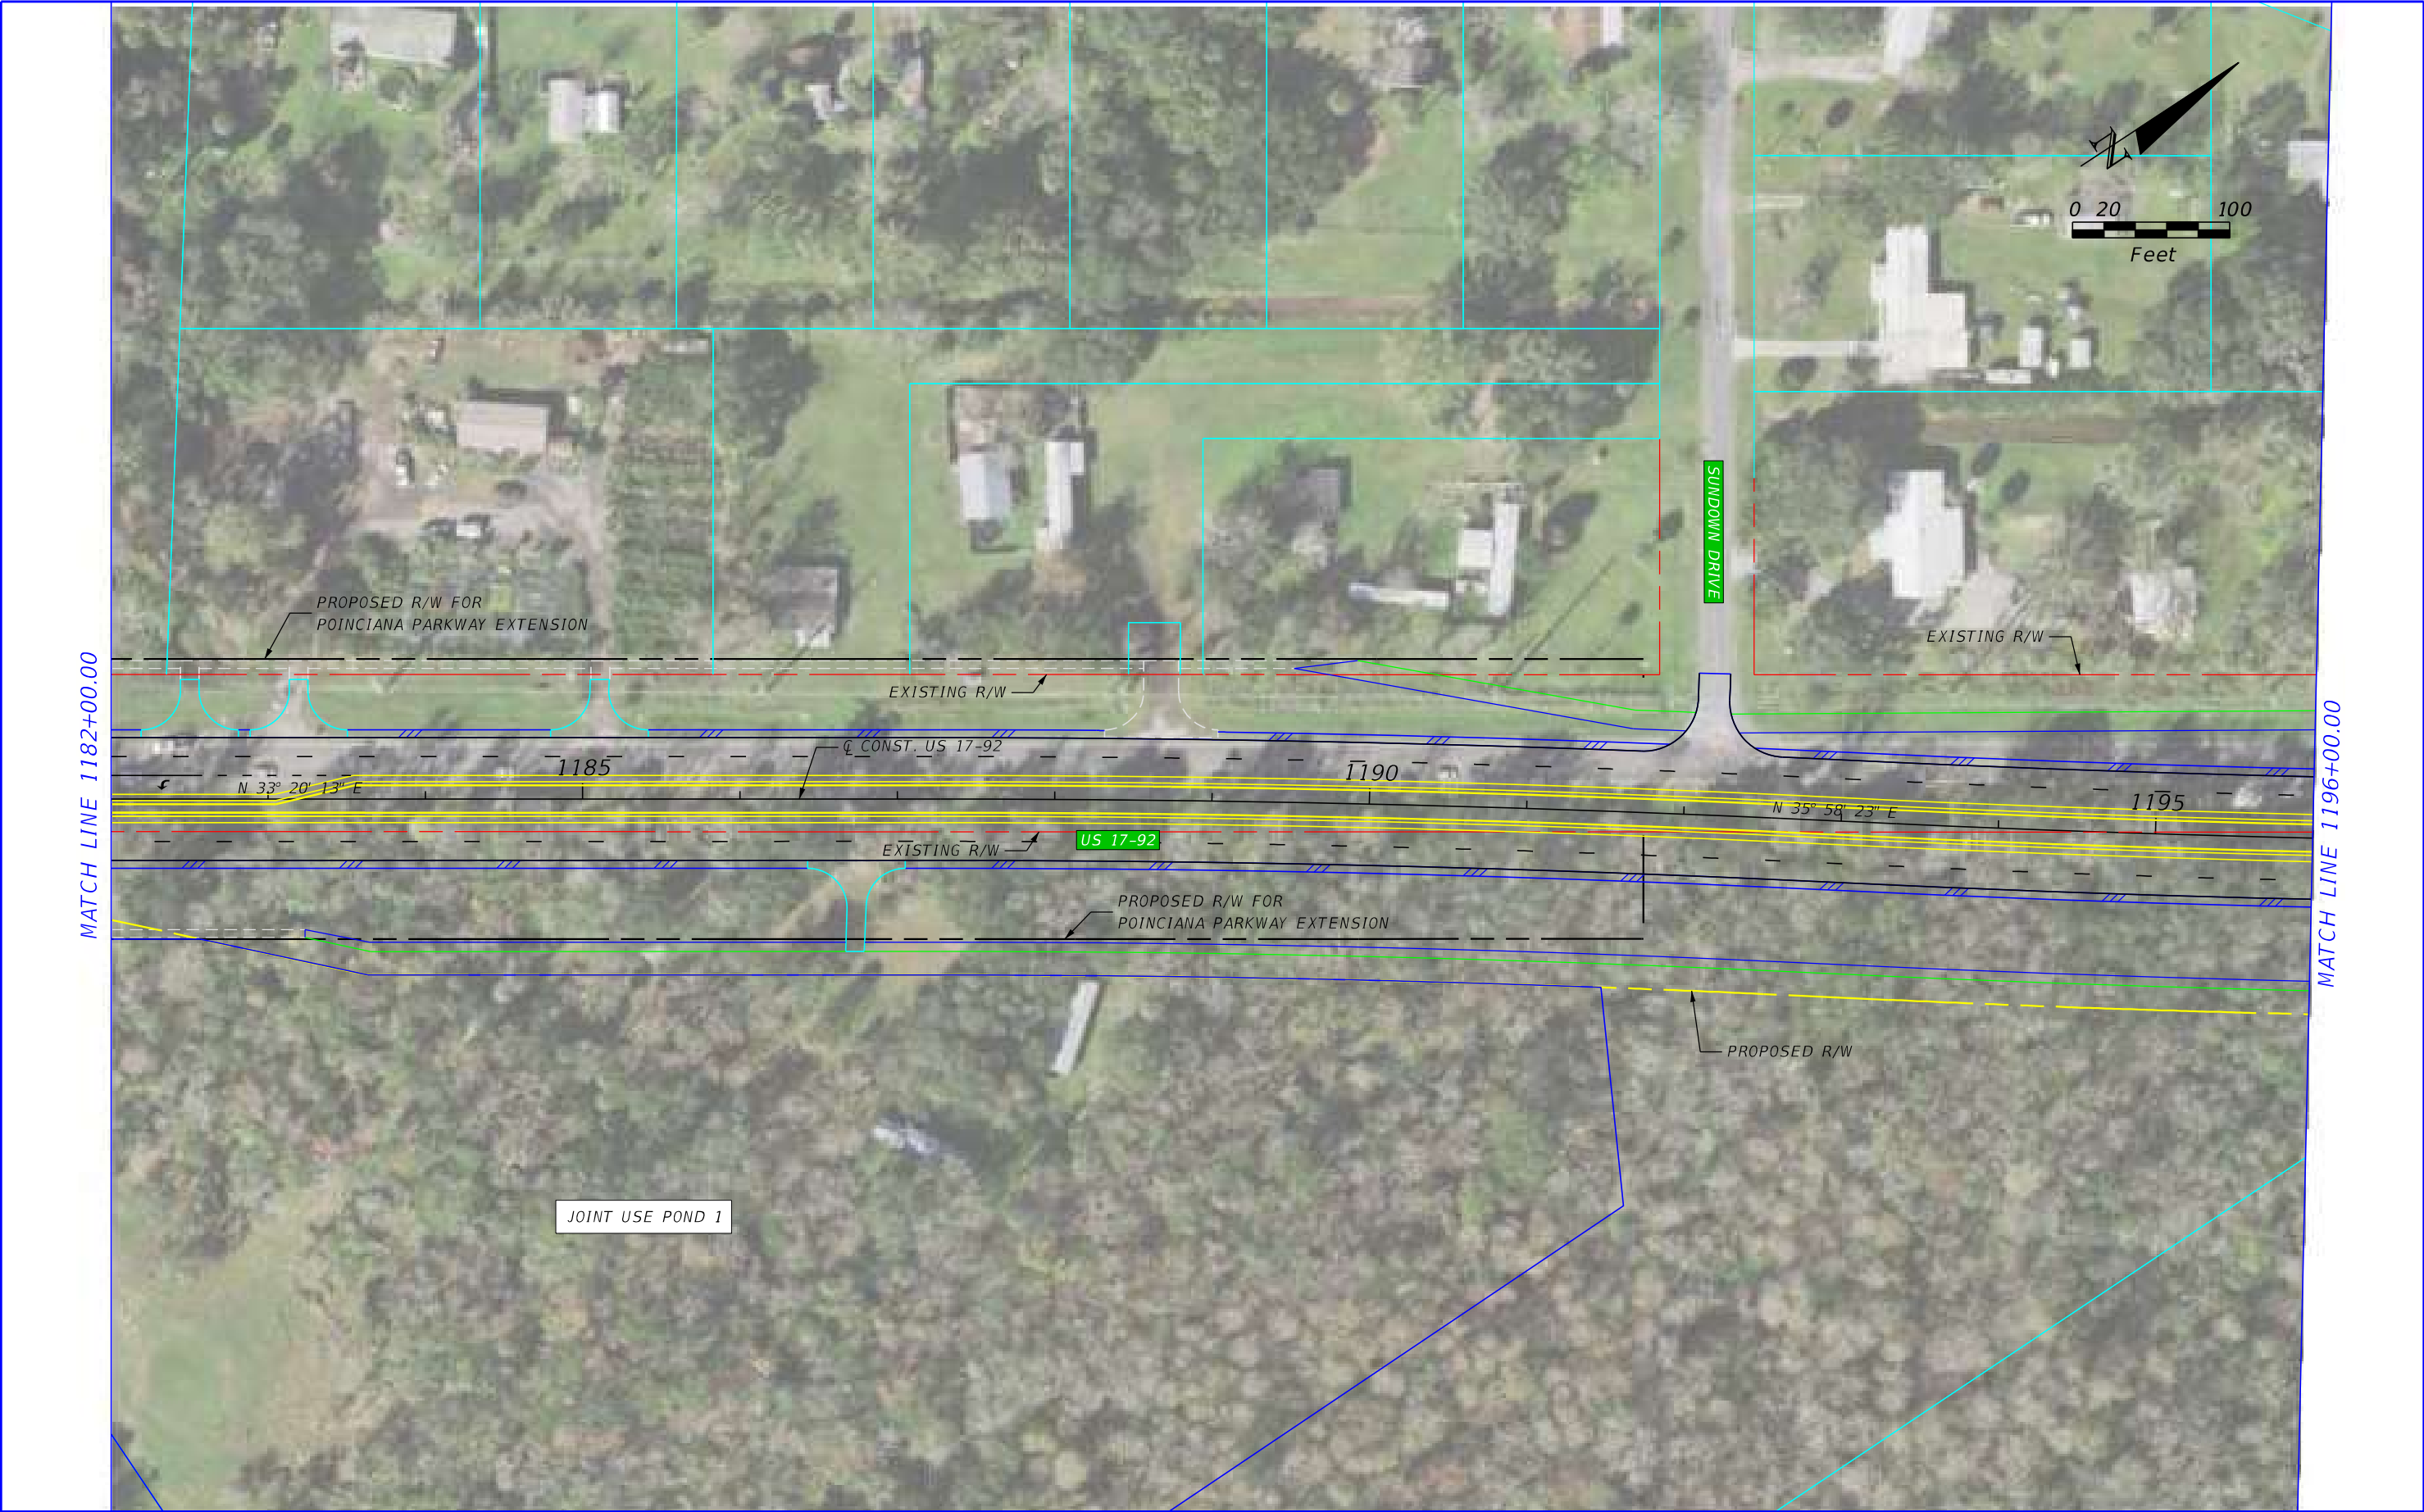 N
0 20 100
Feet
SUNDOWN DRIVE
PROPOSED R/W FOR
POINCIANA PARKWAY EXTENSION
EXISTING R/W
EXISTING R/W
MATCH LINE 1182+00.00
MATCH LINE 1196+00.00
℄ CONST. US 17-92
1185
1190
1195
N 33° 20' 13" E
N 35° 58' 23" E
US 17-92
EXISTING R/W
PROPOSED R/W FOR
POINCIANA PARKWAY EXTENSION
PROPOSED R/W
JOINT USE POND 1